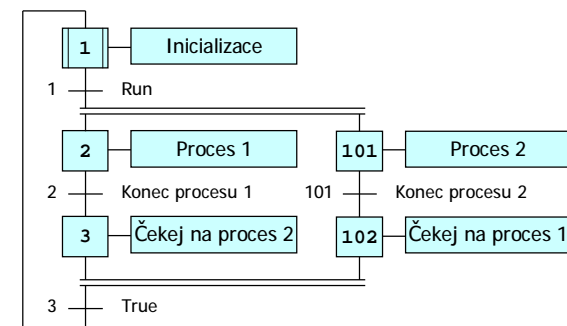 1 Inicializace
1 Run
2 Proces 1 101 Proces 2
2 Konec procesu 1 101 Konec procesu 2
3 Čekej na proces 2 102 Čekej na proces 1
3 True